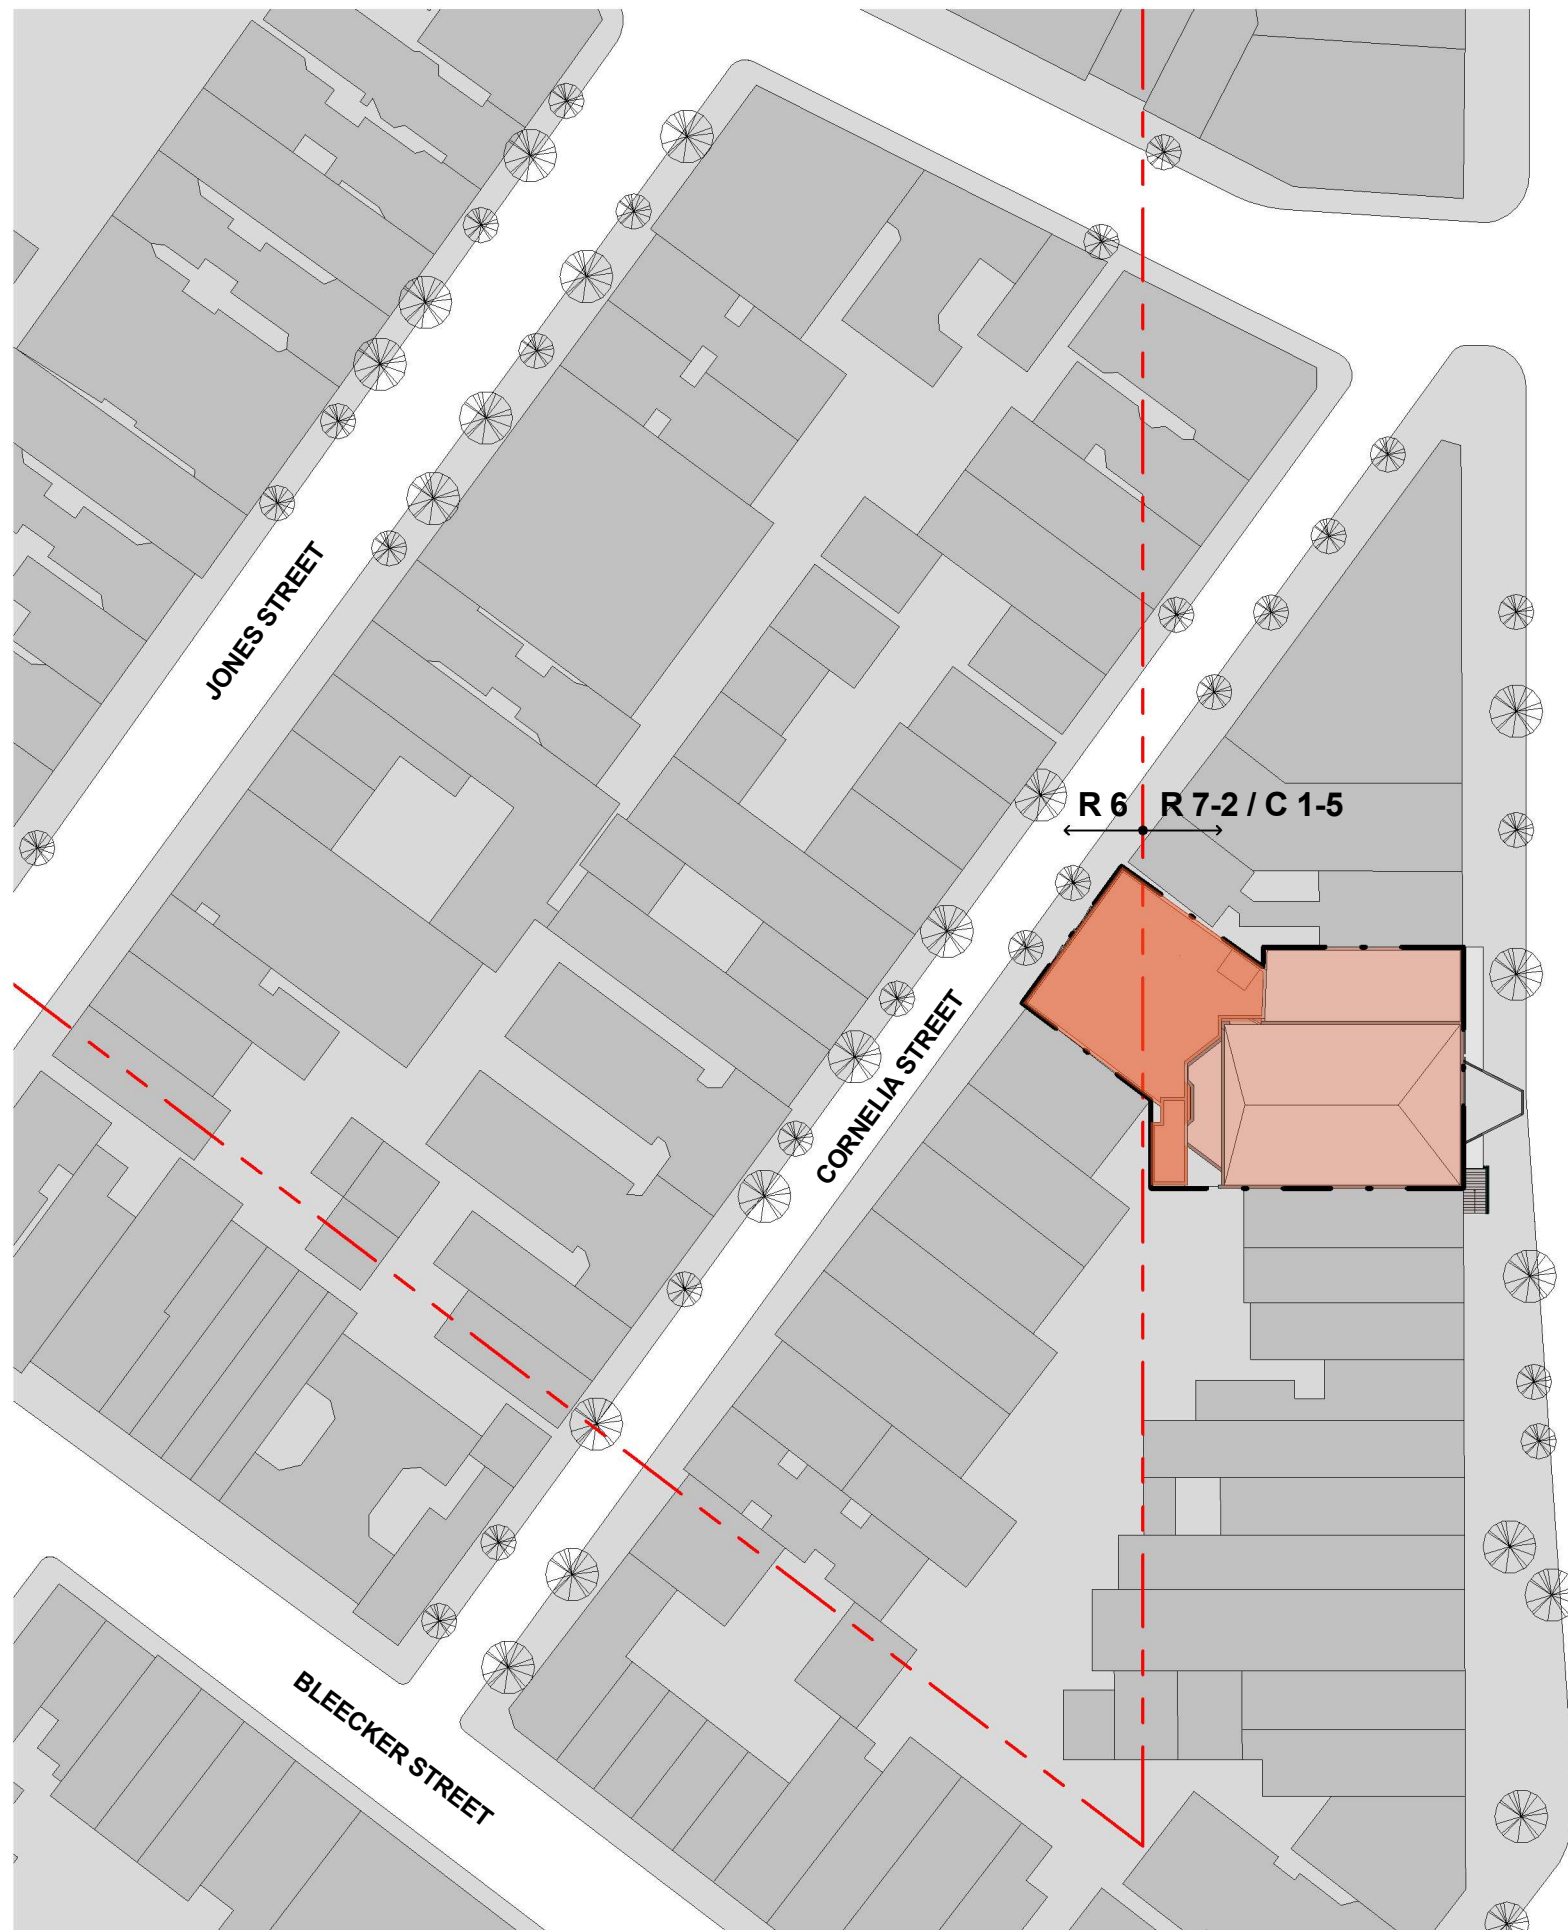 JONES STREET
R 6
R 7-2 / C 1-5
CORNELIA STREET
BLEECKER STREET